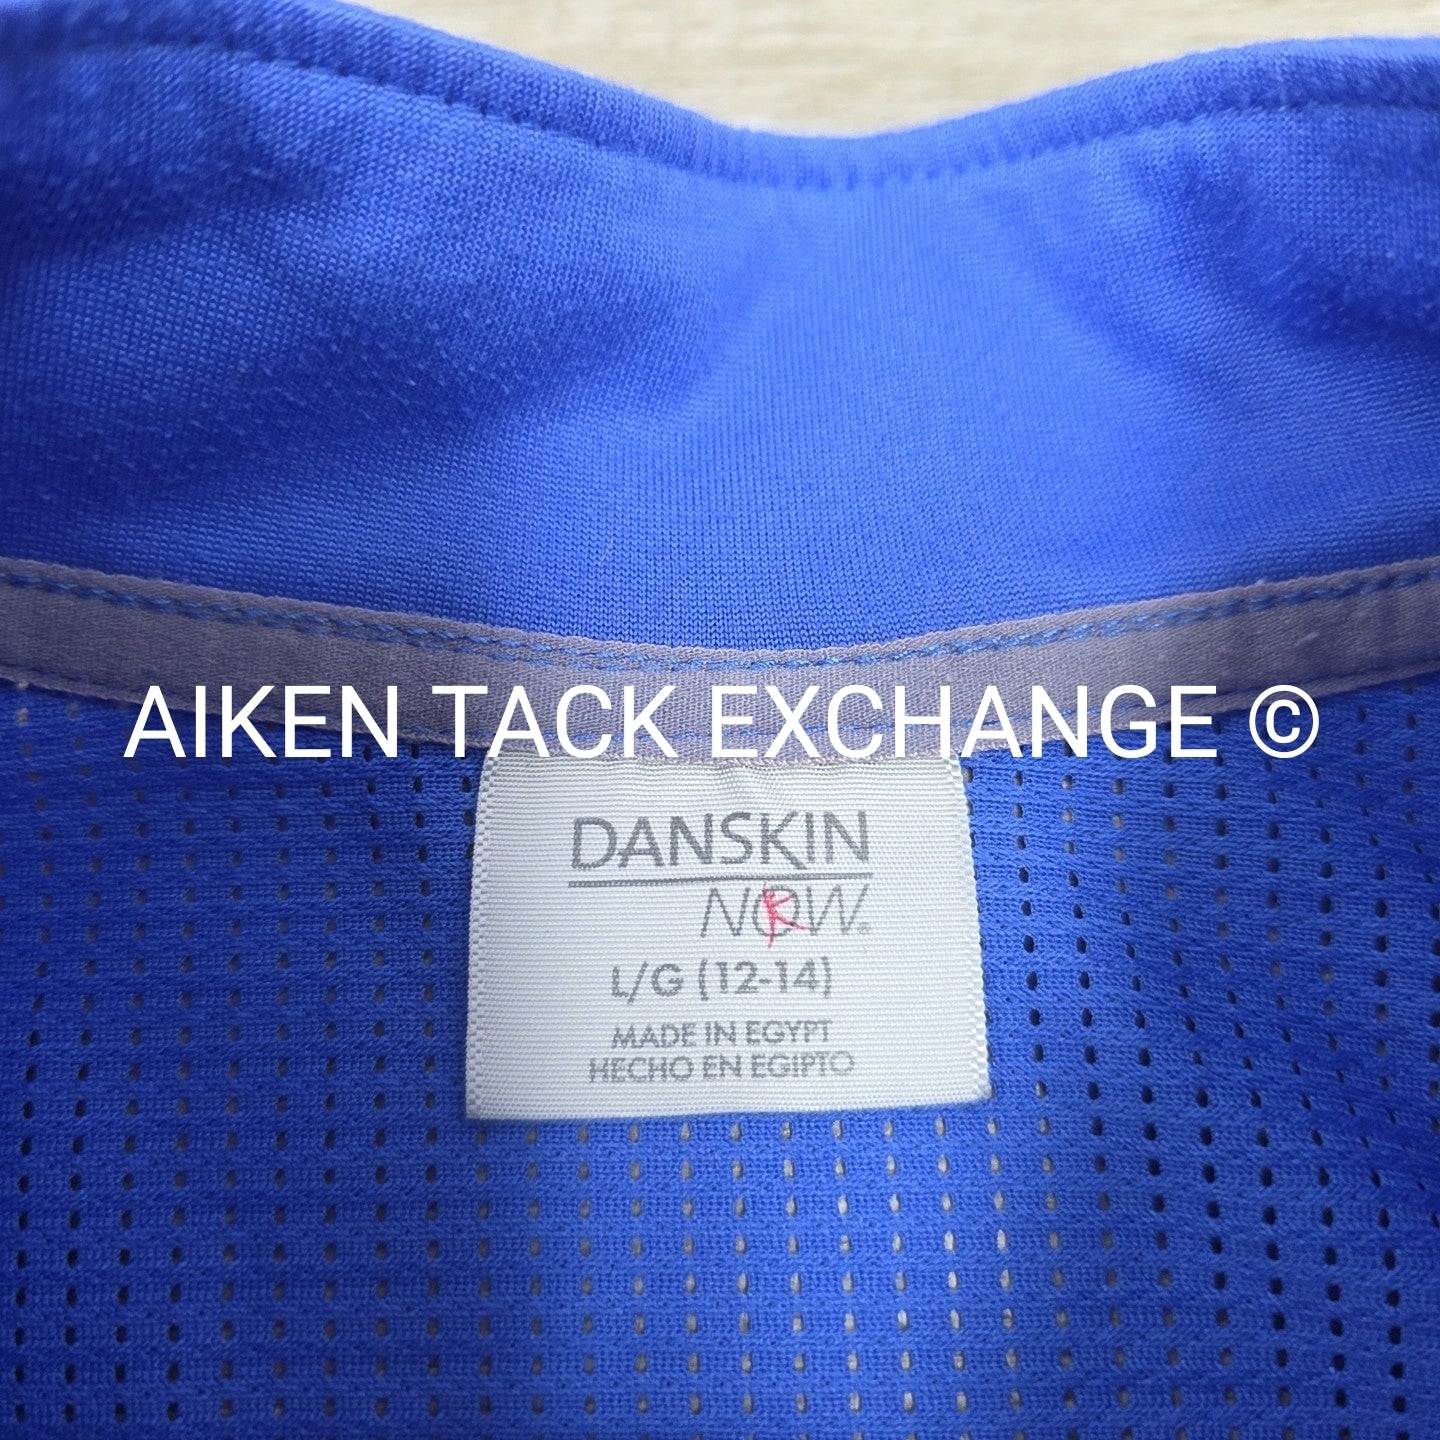 AIKEN TACK EXCHANGE ©
DANSKIN
NOW®
L/G (12-14)
MADE IN EGYPT
HECHO EN EGIPTO